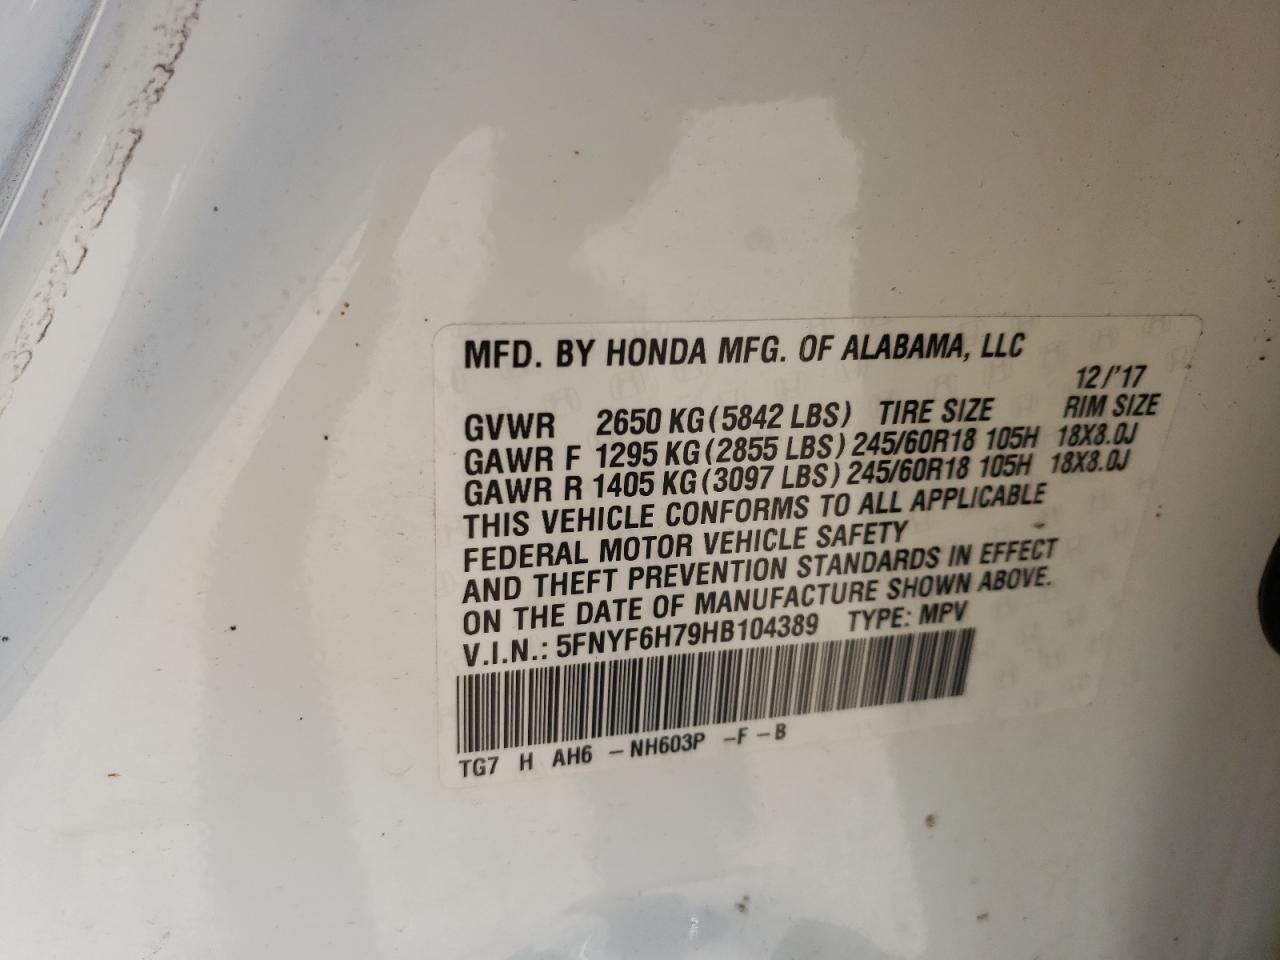 MFD. BY HONDA MFG. OF ALABAMA, LLC
12/'17
GVWR 2650 KG (5842 LBS) TIRE SIZE RIM SIZE
GAWR F 1295 KG (2855 LBS) 245/60R18 105H 18X8.0J
GAWR R 1405 KG (3097 LBS) 245/60R18 105H 18X8.0J
THIS VEHICLE CONFORMS TO ALL APPLICABLE
FEDERAL MOTOR VEHICLE SAFETY
AND THEFT PREVENTION STANDARDS IN EFFECT
ON THE DATE OF MANUFACTURE SHOWN ABOVE.
V.I.N.: 5FNYF6H79HB104389 TYPE: MPV
TG7 H AH6 -NH603P -F-B